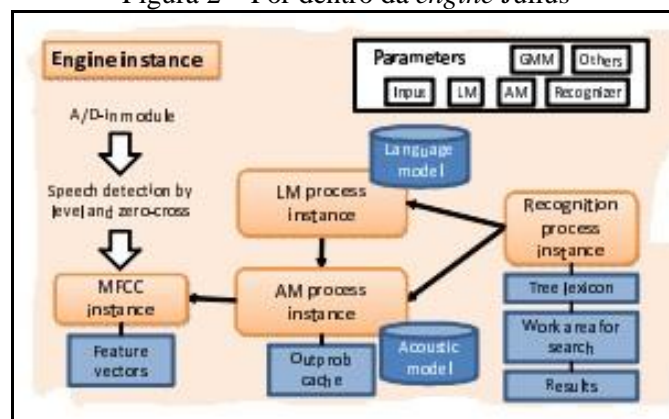 Figura 2 – Por dentro da engine Julius
Engine instance
Parameters
GMM
Others
Input
LM
AM
Recognizer
A/D-in module
Speech detection by
level and zero-cross
MFCC
instance
Feature
vectors
LM process
instance
Language
model
AM process
instance
Outprob
cache
Acoustic
model
Recognition
process
instance
Tree lexicon
Work area for
search
Results